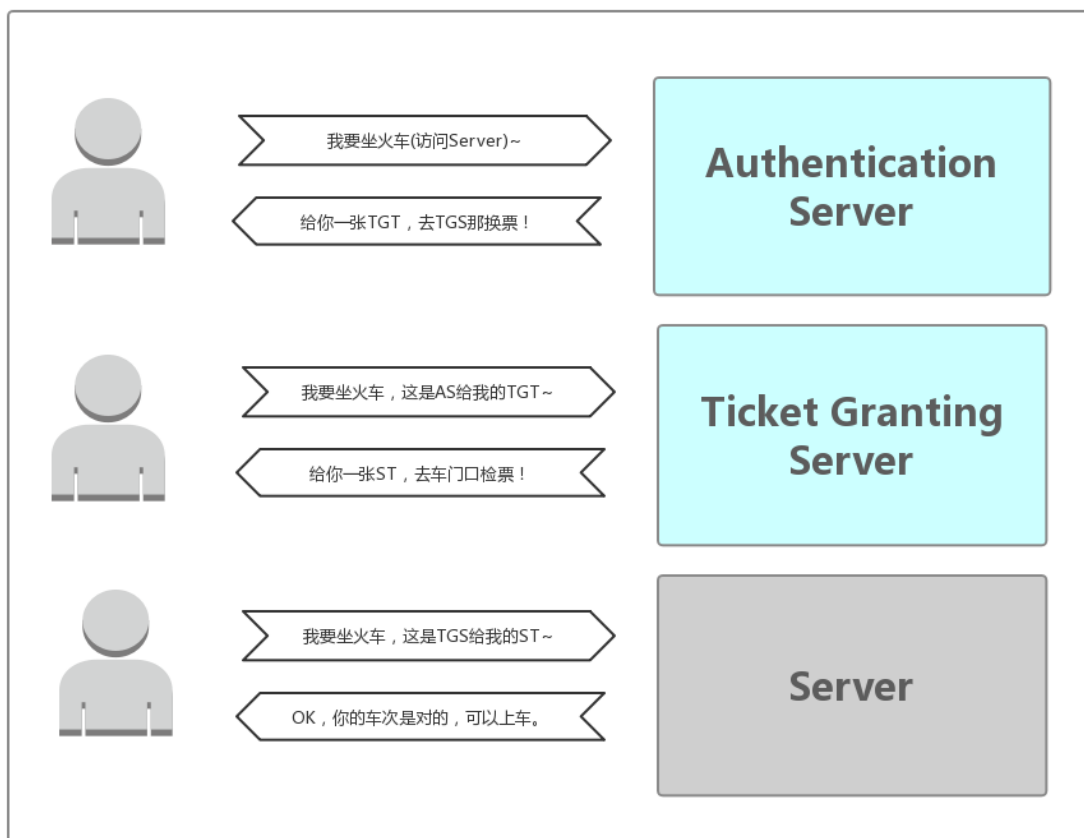 我要坐火车(访问Server)~
Authentication
Server
给你一张TGT，去TGS那换票！
我要坐火车，这是AS给我的TGT~
Ticket Granting
Server
给你一张ST，去车门口检票！
我要坐火车，这是TGS给我的ST~
Server
OK，你的车次是对的，可以上车。